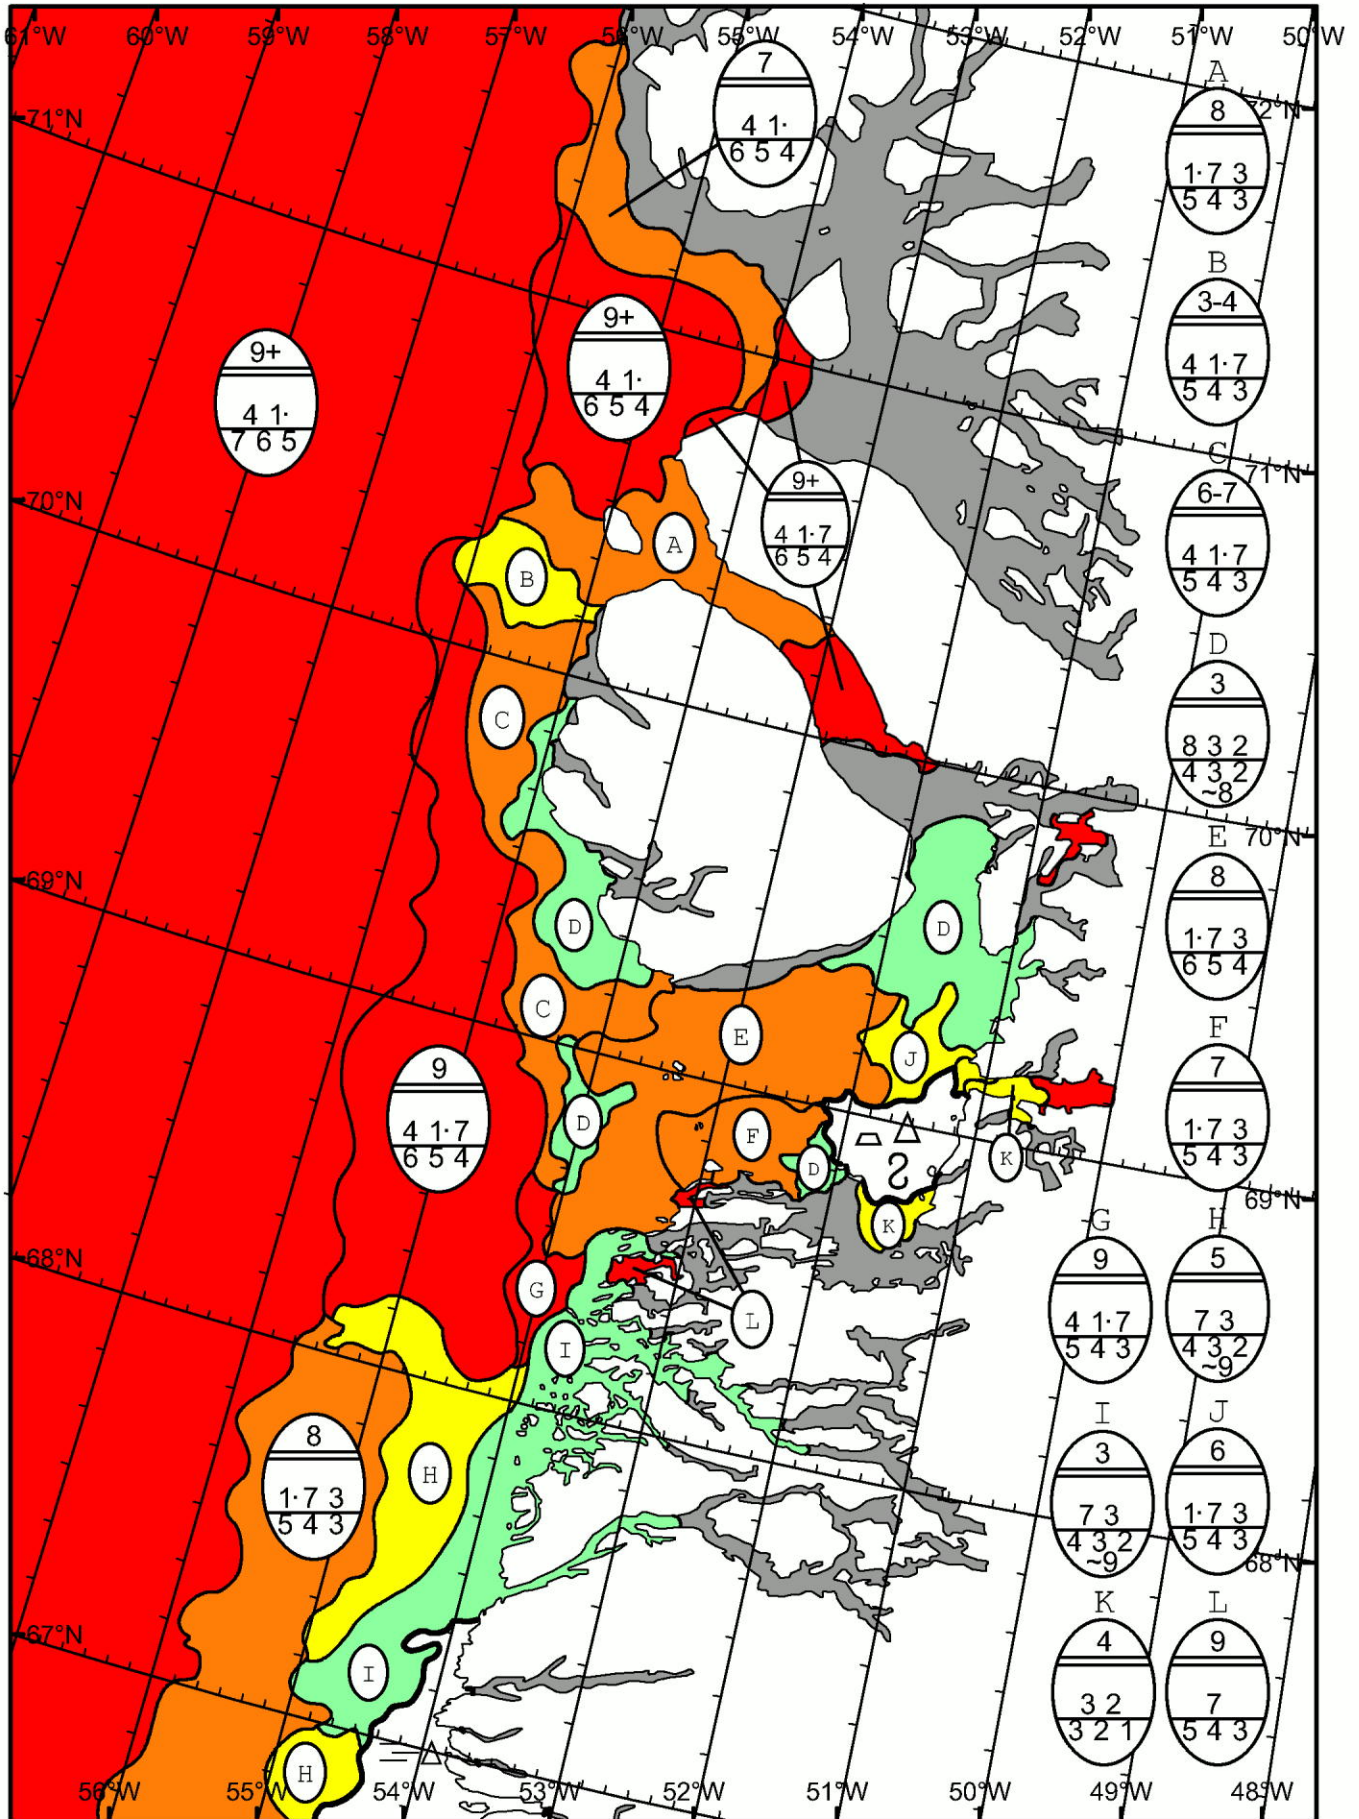 61°W 60°W 59°W 58°W 57°W 56°W 55°W 54°W 53°W 52°W 51°W 50°W
71°N
72°N
7
4 1·
6 5 4
A
8
1·7 3
5 4 3
B
3-4
4 1·7
5 4 3
9+
4 1·
7 6 5
9+
4 1·
6 5 4
9+
4 1·7
6 5 4
70°N
71°N
C
6-7
4 1·7
5 4 3
A
B
C
D
3
8 3 2
4 3 2
~8
69°N
70°N
E
8
1·7 3
6 5 4
D
D
C
E
J
F
7
1·7 3
5 4 3
9
4 1·7
6 5 4
D
F
D
K
K
69°N
68°N
G
9
4 1·7
5 4 3
H
5
7 3
4 3 2
~9
G
I
L
8
1·7 3
5 4 3
H
I
3
7 3
4 3 2
~9
J
6
1·7 3
5 4 3
68°N
67°N
I
K
4
3 2
3 2 1
L
9
7
5 4 3
H
56°W 55°W 54°W 53°W 52°W 51°W 50°W 49°W 48°W